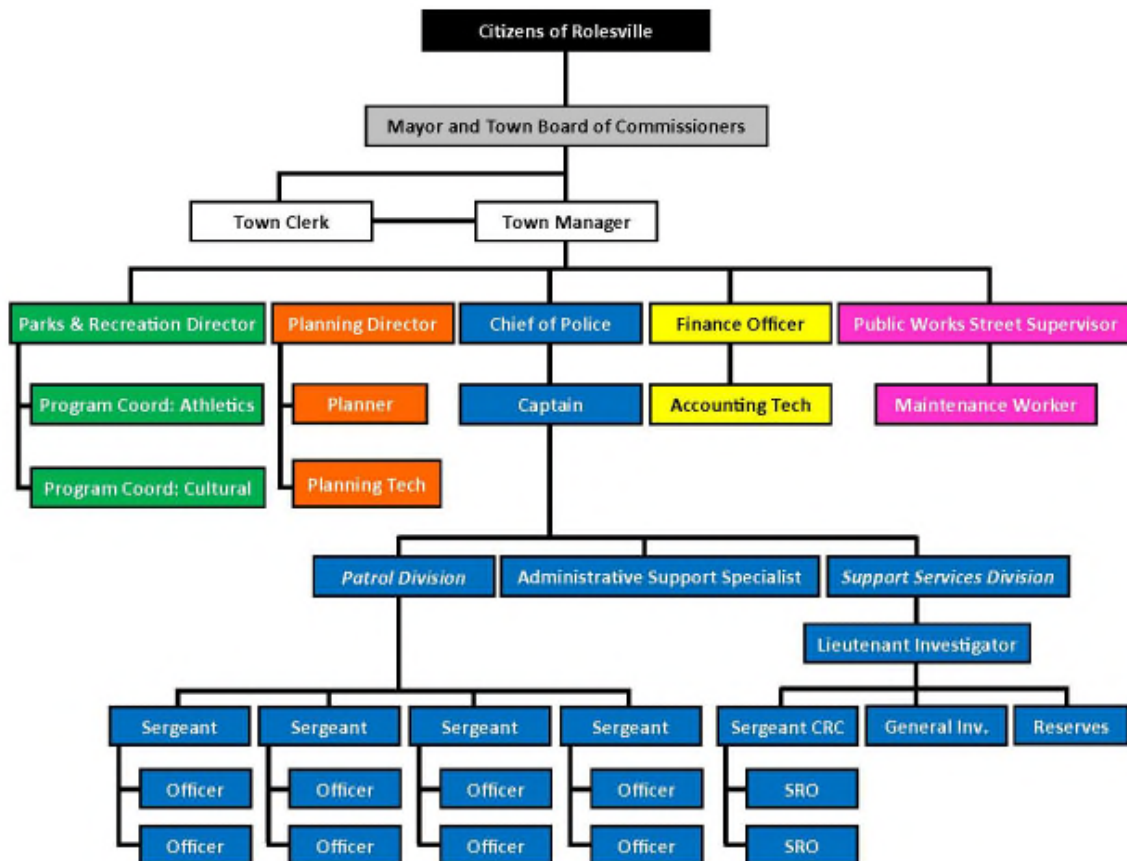 Citizens of Rolesville
Mayor and Town Board of Commissioners
Town Clerk
Town Manager
Parks & Recreation Director
Planning Director
Chief of Police
Finance Officer
Public Works Street Supervisor
Program Coord: Athletics
Planner
Captain
Accounting Tech
Maintenance Worker
Program Coord: Cultural
Planning Tech
Patrol Division
Administrative Support Specialist
Support Services Division
Lieutenant Investigator
Sergeant
Sergeant
Sergeant
Sergeant
Sergeant CRC
General Inv.
Reserves
Officer
Officer
Officer
Officer
SRO
Officer
Officer
Officer
Officer
SRO